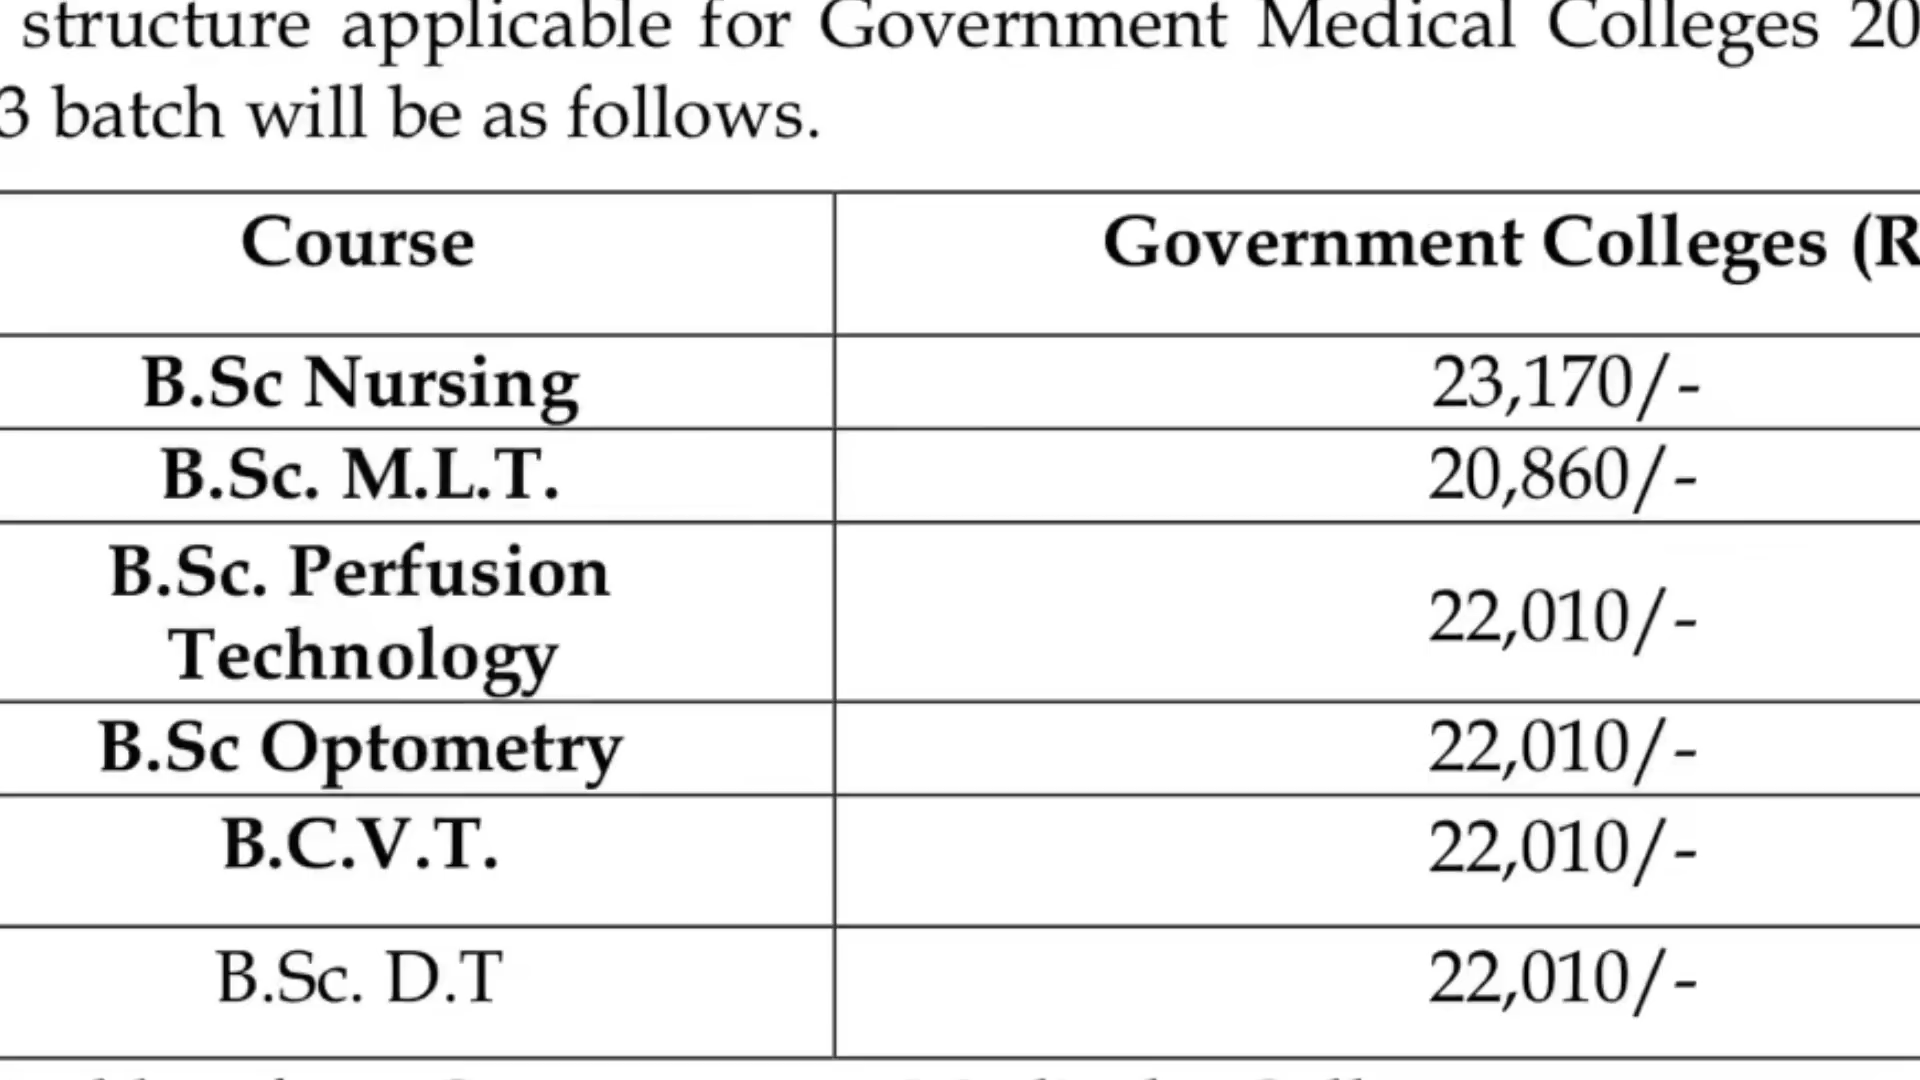 structure applicable for Government Medical Colleges 20
3 batch will be as follows.
Course Government Colleges (R
B.Sc Nursing 23,170/-
B.Sc. M.L.T. 20,860/-
B.Sc. Perfusion
Technology 22,010/-
B.Sc Optometry 22,010/-
B.C.V.T. 22,010/-
B.Sc. D.T 22,010/-